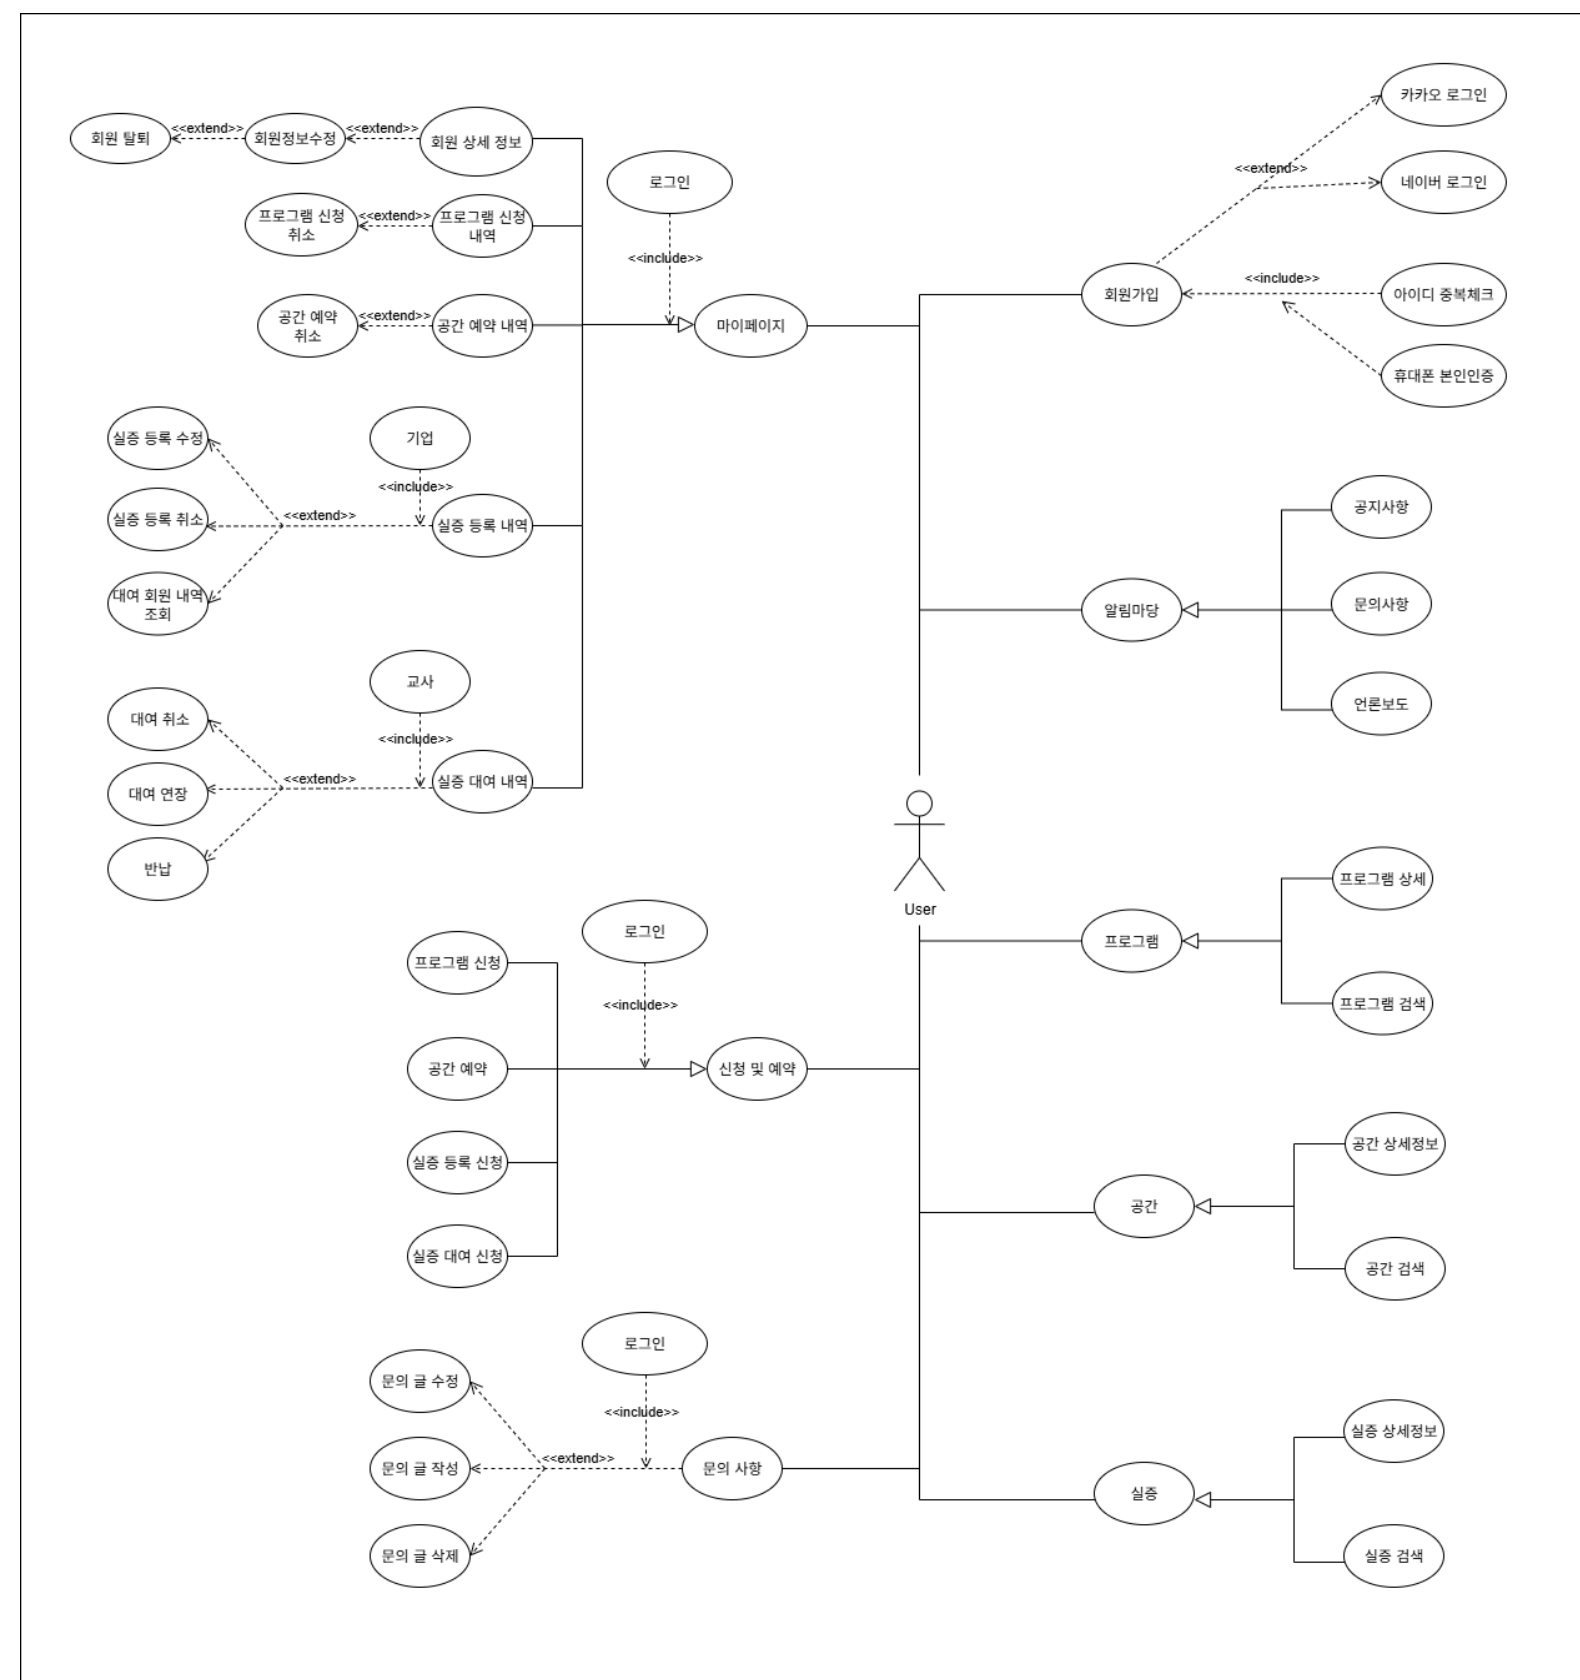 카카오 로그인
회원 탈퇴
<<extend>>
회원정보수정
<<extend>>
회원 상세 정보
<<extend>>
로그인
네이버 로그인
프로그램 신청
취소
<<extend>>
프로그램 신청
내역
<<include>>
<<include>>
회원가입
아이디 중복체크
공간 예약
취소
<<extend>>
공간 예약 내역
마이페이지
휴대폰 본인인증
실증 등록 수정
기업
<<include>>
실증 등록 취소
<<extend>>
실증 등록 내역
대여 회원 내역
조회
공지사항
알림마당
문의사항
언론보도
교사
대여 취소
<<include>>
대여 연장
<<extend>>
실증 대여 내역
반납
User
프로그램 상세
프로그램
프로그램 검색
로그인
프로그램 신청
<<include>>
공간 예약
신청 및 예약
실증 등록 신청
실증 대여 신청
공간 상세정보
공간
공간 검색
로그인
문의 글 수정
<<include>>
<<extend>>
문의 글 작성
문의 사항
문의 글 삭제
실증 상세정보
실증
실증 검색